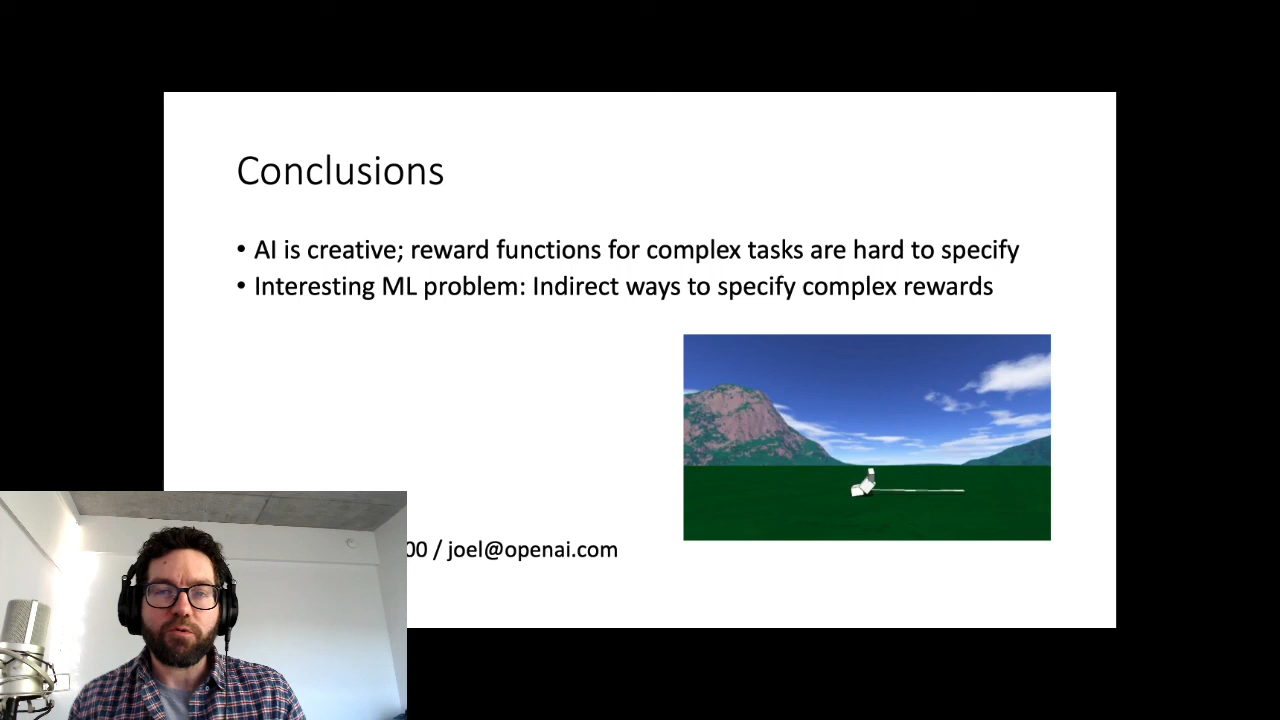 Conclusions
• AI is creative; reward functions for complex tasks are hard to specify
• Interesting ML problem: Indirect ways to specify complex rewards
00 / joel@openai.com